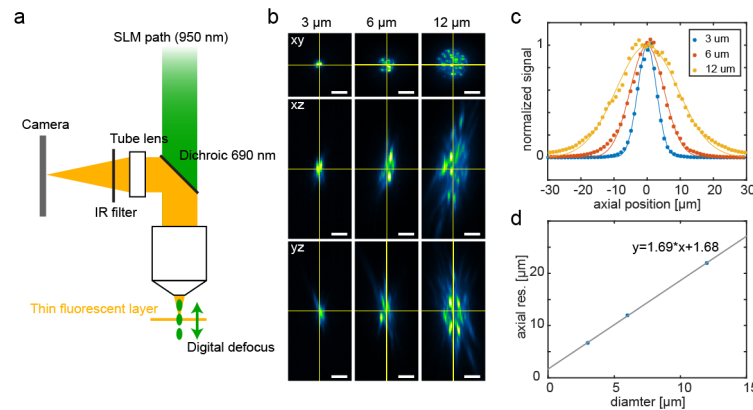 a
SLM path (950 nm)
Camera
Tube lens
Dichroic 690 nm
IR filter
Thin fluorescent layer
Digital defocus
b
3 µm
6 µm
12 µm
xy
xz
yz
c
normalized signal
1
0
-30
-20
-10
0
10
20
30
axial position [µm]
3 um
6 um
12 um
d
axial res. [µm]
20
10
0
0
5
10
15
diamter [µm]
y=1.69*x+1.68